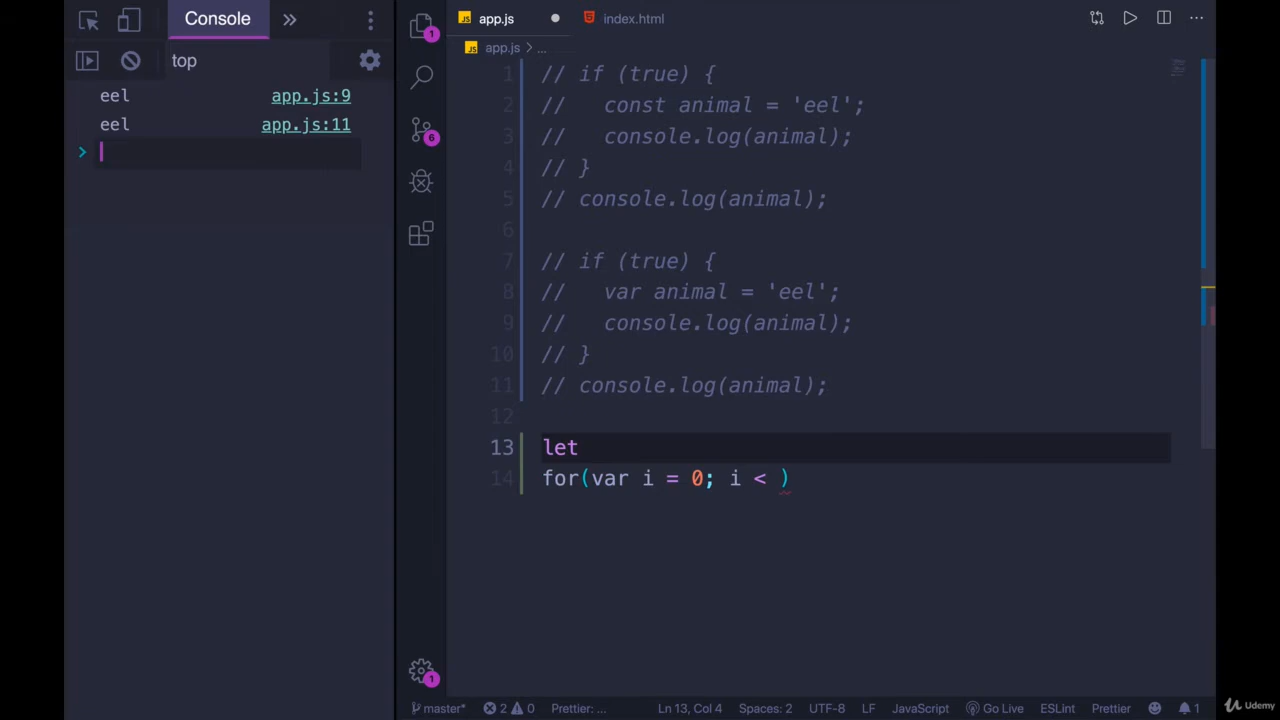 Console
top
eel app.js:9
eel app.js:11
>
1
6
1
app.js
index.html
app.js > ...
1 // if (true) {
2 //   const animal = 'eel';
3 //   console.log(animal);
4 // }
5 // console.log(animal);
6
7 // if (true) {
8 //   var animal = 'eel';
9 //   console.log(animal);
10 // }
11 // console.log(animal);
12
13 let
14 for(var i = 0; i < )
master* 2 0 Prettier: ... Ln 13, Col 4 Spaces: 2 UTF-8 LF JavaScript Go Live ESLint Prettier 1
Udemy